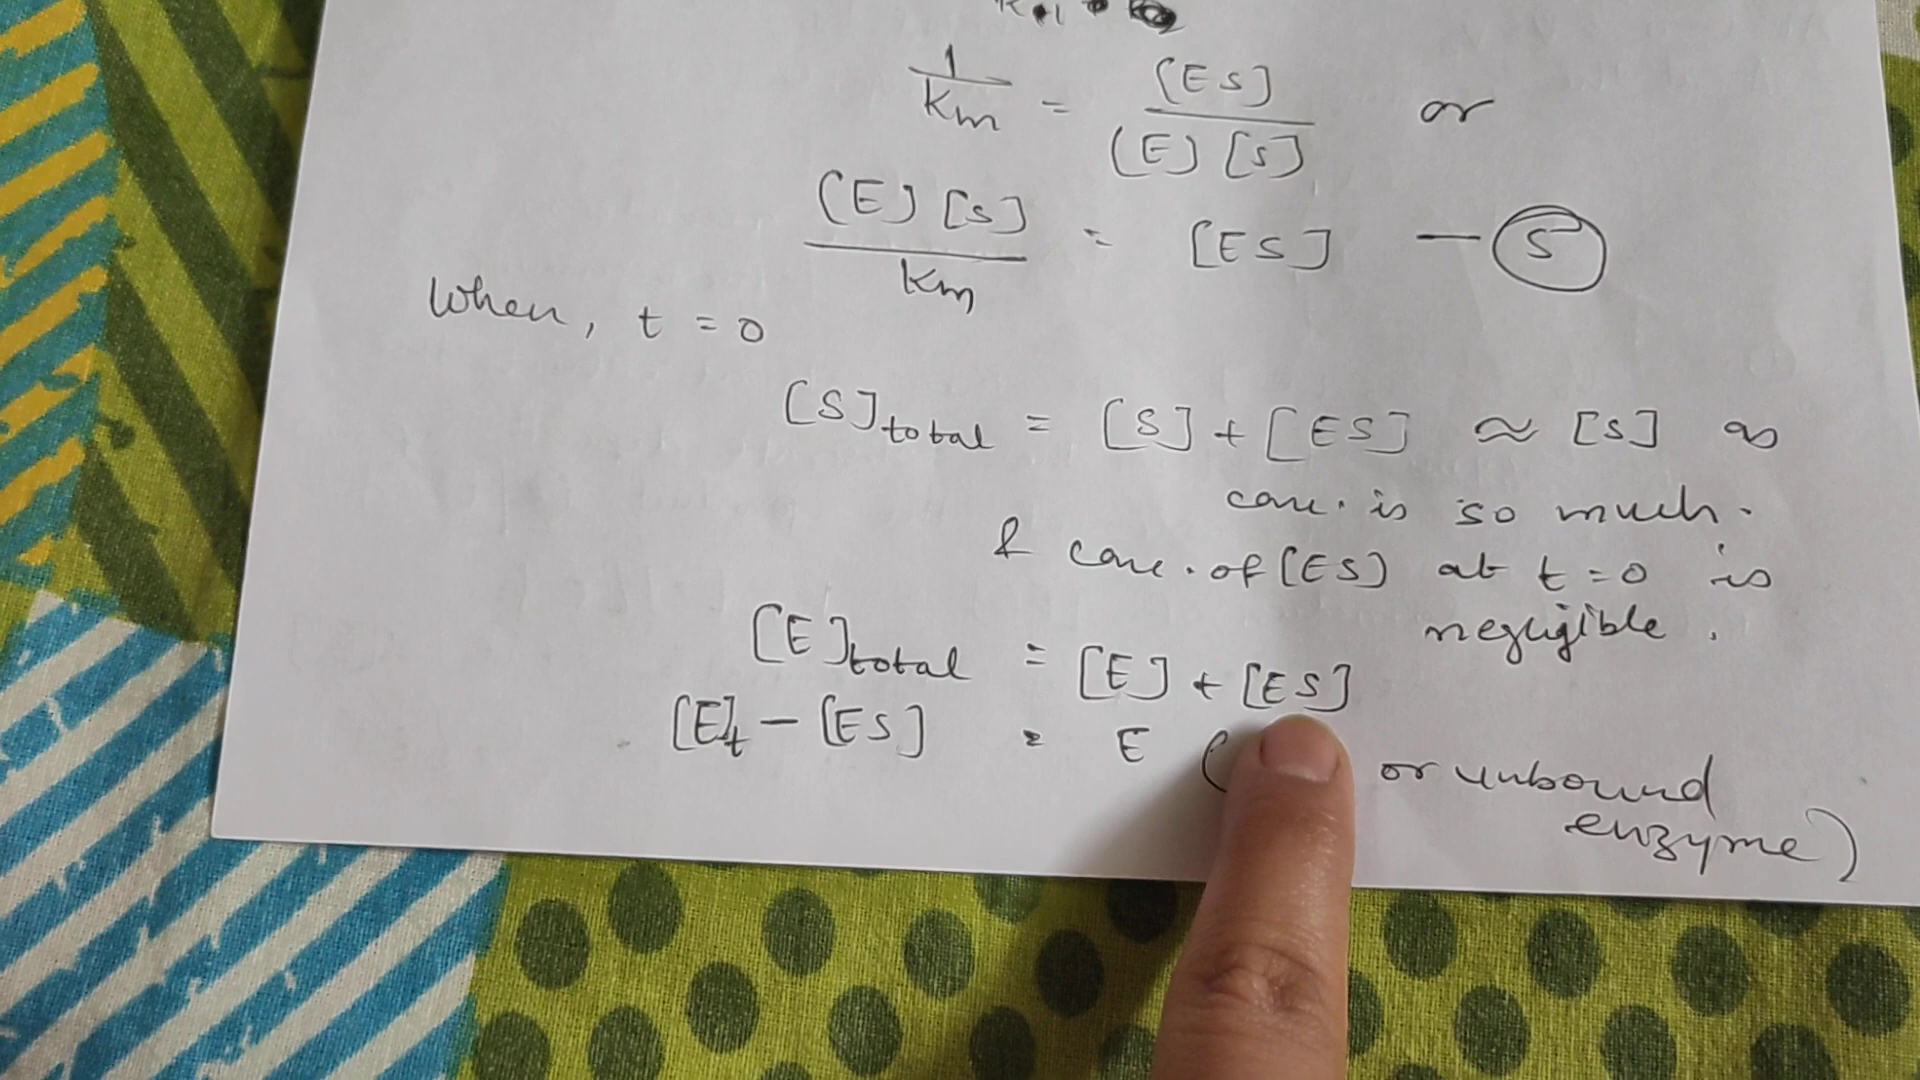 1/Km = [ES]/[E][S] or
[E][S]/Km = [ES] — 5
When, t = 0
[S]total = [S] + [ES] ≈ [S] as
conc. is so much.
& conc. of [ES] at t = 0 is
negligible.
[E]total = [E] + [ES]
[E]t - [ES] = E ( or unbound
enzyme)